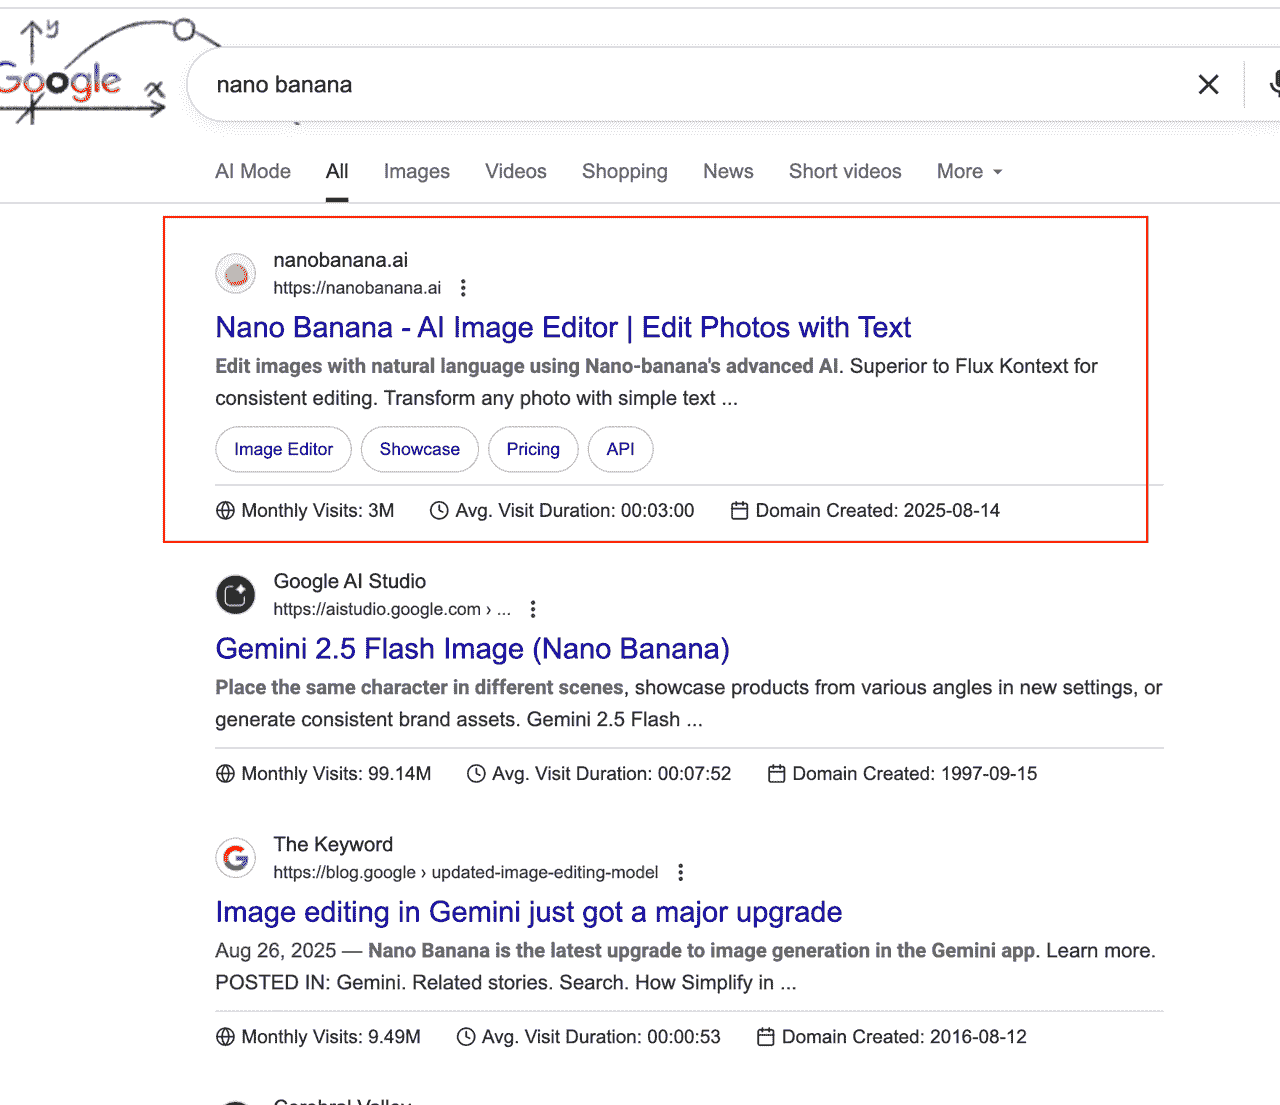 y
Google
x
nano banana
AI Mode
All
Images
Videos
Shopping
News
Short videos
More
nanobanana.ai
https://nanobanana.ai
Nano Banana - AI Image Editor | Edit Photos with Text
Edit images with natural language using Nano-banana's advanced AI. Superior to Flux Kontext for
consistent editing. Transform any photo with simple text ...
Image Editor
Showcase
Pricing
API
Monthly Visits: 3M
Avg. Visit Duration: 00:03:00
Domain Created: 2025-08-14
Google AI Studio
https://aistudio.google.com › ...
Gemini 2.5 Flash Image (Nano Banana)
Place the same character in different scenes, showcase products from various angles in new settings, or
generate consistent brand assets. Gemini 2.5 Flash ...
Monthly Visits: 99.14M
Avg. Visit Duration: 00:07:52
Domain Created: 1997-09-15
The Keyword
https://blog.google › updated-image-editing-model
Image editing in Gemini just got a major upgrade
Aug 26, 2025 — Nano Banana is the latest upgrade to image generation in the Gemini app. Learn more.
POSTED IN: Gemini. Related stories. Search. How Simplify in ...
Monthly Visits: 9.49M
Avg. Visit Duration: 00:00:53
Domain Created: 2016-08-12
Cerebral Valley